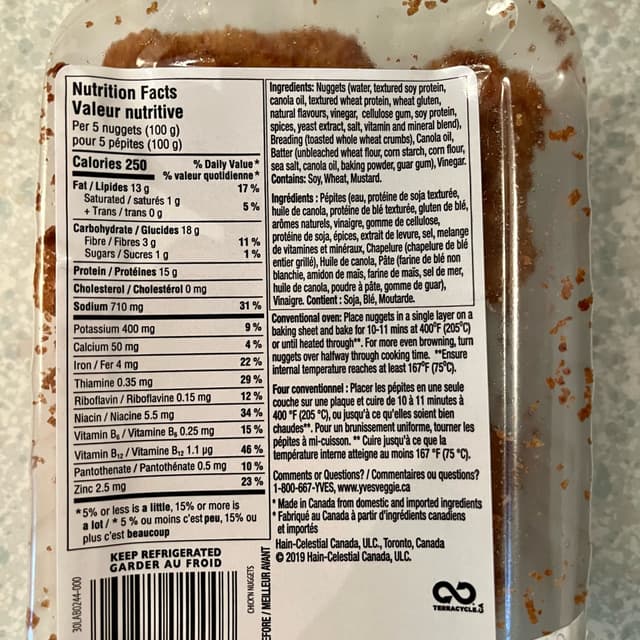 Nutrition Facts
Valeur nutritive
Per 5 nuggets (100 g)
pour 5 pépites (100 g)
Calories 250
% Daily Value*
% valeur quotidienne*
Fat / Lipides 13 g 17 %
Saturated / saturés 1 g
+ Trans / trans 0 g 5 %
Carbohydrate / Glucides 18 g
Fibre / Fibres 3 g 11 %
Sugars / Sucres 1 g 1 %
Protein / Protéines 15 g
Cholesterol / Cholestérol 0 mg
Sodium 710 mg 31 %
Potassium 400 mg 9 %
Calcium 50 mg 4 %
Iron / Fer 4 mg 22 %
Thiamine 0.35 mg 29 %
Riboflavin / Riboflavine 0.15 mg 12 %
Niacin / Niacine 5.5 mg 34 %
Vitamin B₆ / Vitamine B₆ 0.25 mg 15 %
Vitamin B₁₂ / Vitamine B₁₂ 1.1 µg 46 %
Pantothenate / Pantothénate 0.5 mg 10 %
Zinc 2.5 mg 23 %
*5% or less is a little, 15% or more is
a lot / * 5 % ou moins c'est peu, 15% ou
plus c'est beaucoup
KEEP REFRIGERATED
GARDER AU FROID
30LAB0244-000
CHICK'N NUGGETS
EFORE / MEILLEUR AVANT
Ingredients: Nuggets (water, textured soy protein,
canola oil, textured wheat protein, wheat gluten,
natural flavours, vinegar, cellulose gum, soy protein,
spices, yeast extract, salt, vitamin and mineral blend),
Breading (toasted whole wheat crumbs), Canola oil,
Batter (unbleached wheat flour, corn starch, corn flour,
sea salt, canola oil, baking powder, guar gum), Vinegar.
Contains: Soy, Wheat, Mustard.
Ingrédients : Pépites (eau, protéine de soja texturée,
huile de canola, protéine de blé texturée, gluten de blé,
arômes naturels, vinaigre, gomme de cellulose,
protéine de soja, épices, extrait de levure, sel, melange
de vitamines et minéraux, Chapelure (chapelure de blé
entier grillé), Huile de canola, Pâte (farine de blé non
blanchie, amidon de maïs, farine de maïs, sel de mer,
huile de canola, poudre à pâte, gomme de guar),
Vinaigre. Contient : Soja, Blé, Moutarde.
Conventional oven: Place nuggets in a single layer on a
baking sheet and bake for 10-11 mins at 400°F (205°C)
or until heated through**. For more even browning, turn
nuggets over halfway through cooking time. **Ensure
internal temperature reaches at least 167°F (75°C).
Four conventionnel : Placer les pépites en une seule
couche sur une plaque et cuire de 10 à 11 minutes à
400 °F (205 °C), ou jusqu'à ce qu'elles soient bien
chaudes**. Pour un brunissement uniforme, tourner les
pépites à mi-cuisson. ** Cuire jusqu'à ce que la
température interne atteigne au moins 167 °F (75 °C).
Comments or Questions? / Commentaires ou questions?
1-800-667-YVES, www.yvesveggie.ca
* Made in Canada from domestic and imported ingredients
* Fabriqué au Canada à partir d'ingrédients canadiens
et importés
Hain-Celestial Canada, ULC., Toronto, Canada
© 2019 Hain-Celestial Canada, ULC.
TERRACYCLE